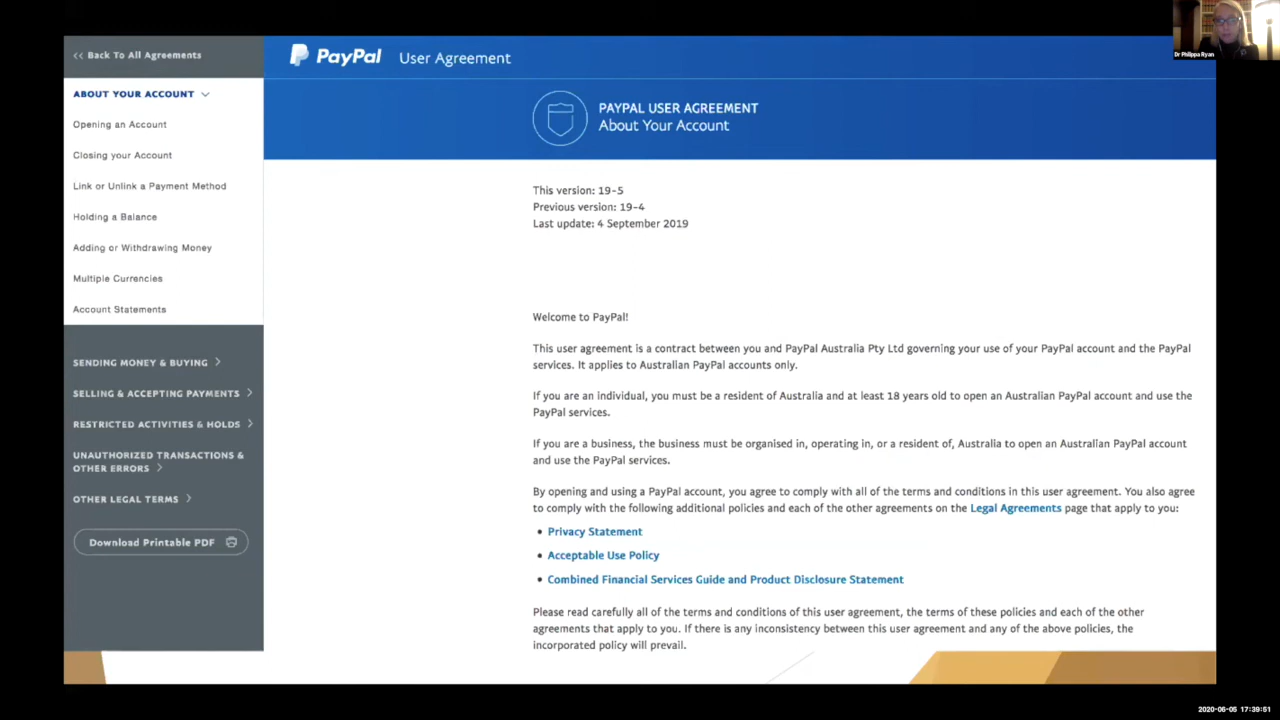 << Back To All Agreements
ABOUT YOUR ACCOUNT
Opening an Account
Closing your Account
Link or Unlink a Payment Method
Holding a Balance
Adding or Withdrawing Money
Multiple Currencies
Account Statements
SENDING MONEY & BUYING >
SELLING & ACCEPTING PAYMENTS >
RESTRICTED ACTIVITIES & HOLDS >
UNAUTHORIZED TRANSACTIONS &
OTHER ERRORS >
OTHER LEGAL TERMS >
Download Printable PDF
PayPal User Agreement
PAYPAL USER AGREEMENT
About Your Account
This version: 19-5
Previous version: 19-4
Last update: 4 September 2019
Welcome to PayPal!
This user agreement is a contract between you and PayPal Australia Pty Ltd governing your use of your PayPal account and the PayPal
services. It applies to Australian PayPal accounts only.
If you are an individual, you must be a resident of Australia and at least 18 years old to open an Australian PayPal account and use the
PayPal services.
If you are a business, the business must be organised in, operating in, or a resident of, Australia to open an Australian PayPal account
and use the PayPal services.
By opening and using a PayPal account, you agree to comply with all of the terms and conditions in this user agreement. You also agree
to comply with the following additional policies and each of the other agreements on the Legal Agreements page that apply to you:
• Privacy Statement
• Acceptable Use Policy
• Combined Financial Services Guide and Product Disclosure Statement
Please read carefully all of the terms and conditions of this user agreement, the terms of these policies and each of the other
agreements that apply to you. If there is any inconsistency between this user agreement and any of the above policies, the
incorporated policy will prevail.
Dr Philippa Ryan
2020-06-05 17:39:51